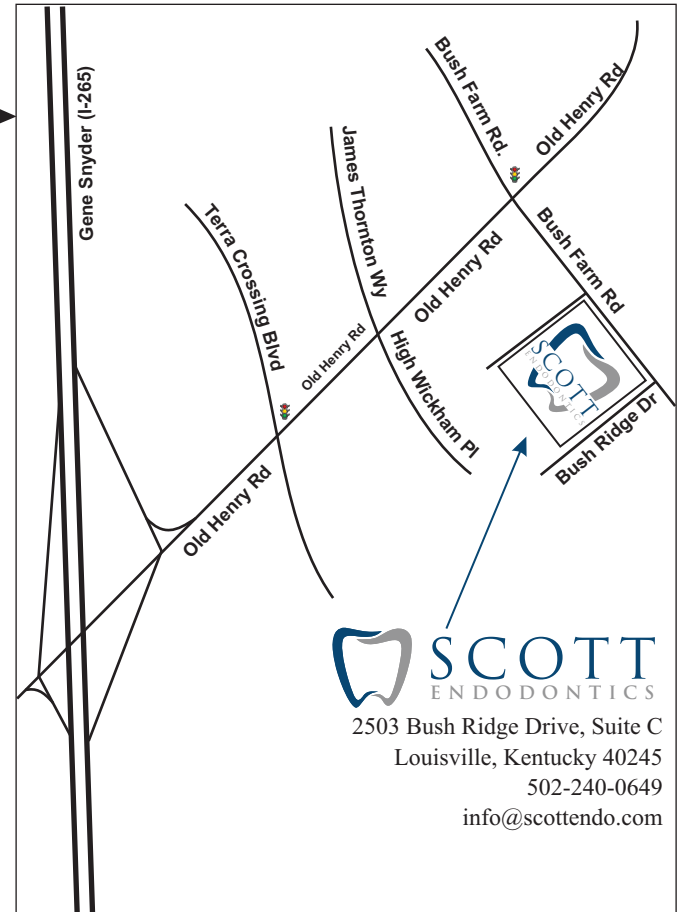 Gene Snyder (I-265)
Bush Farm Rd.
Old Henry Rd
James Thornton Wy
Terra Crossing Blvd
Bush Farm Rd
Old Henry Rd
Old Henry Rd
High Wickham Pl
SCOTT
ENDODONTICS
Bush Ridge Dr
Old Henry Rd
SCOTT
ENDODONTICS
2503 Bush Ridge Drive, Suite C
Louisville, Kentucky 40245
502-240-0649
info@scottendo.com